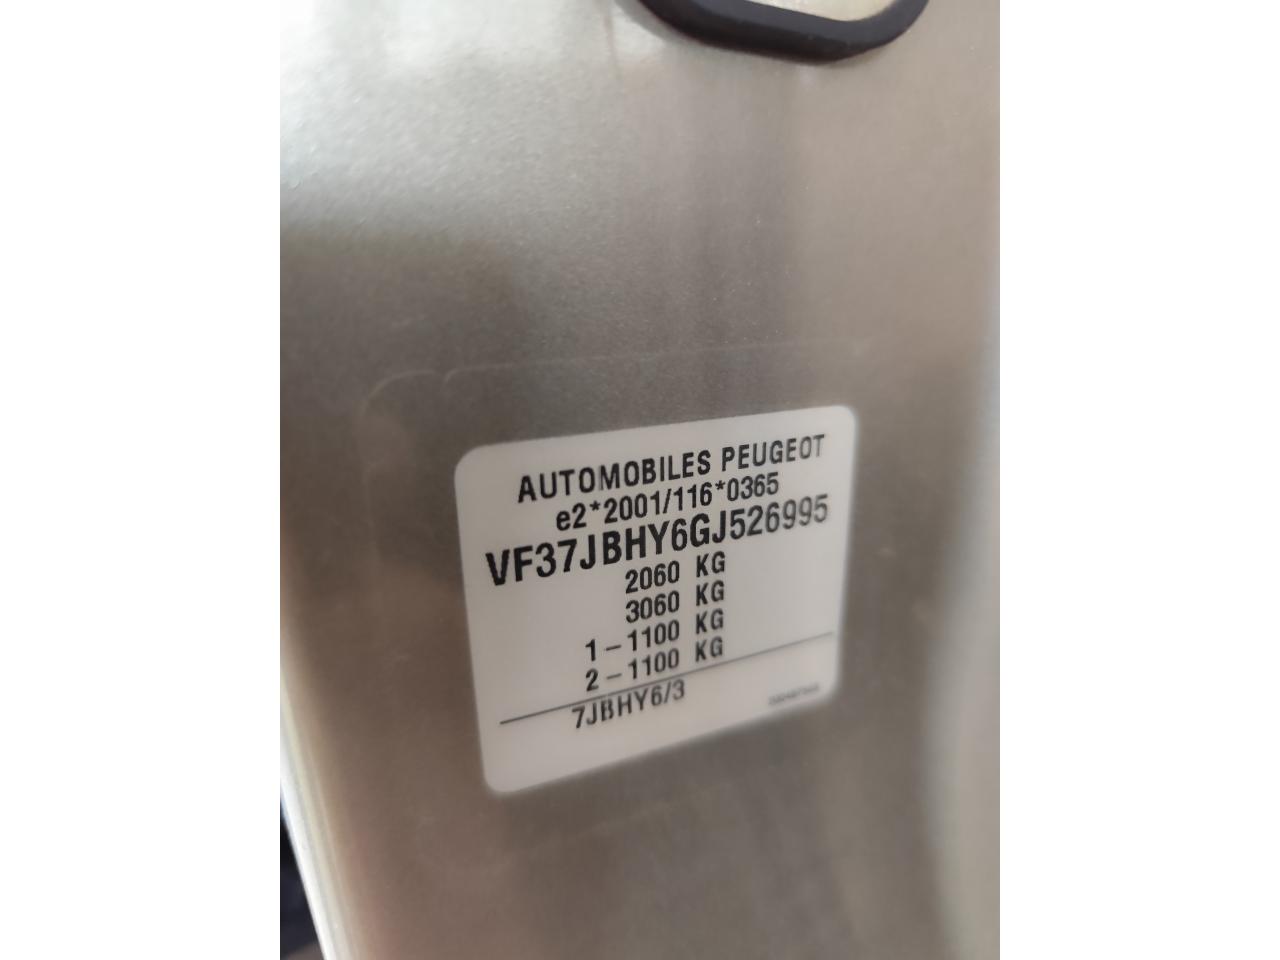 AUTOMOBILES PEUGEOT
e2*2001/116*0365
VF37JBHY6GJ526995
2060 KG
3060 KG
1-1100 KG
2-1100 KG
7JBHY6/3